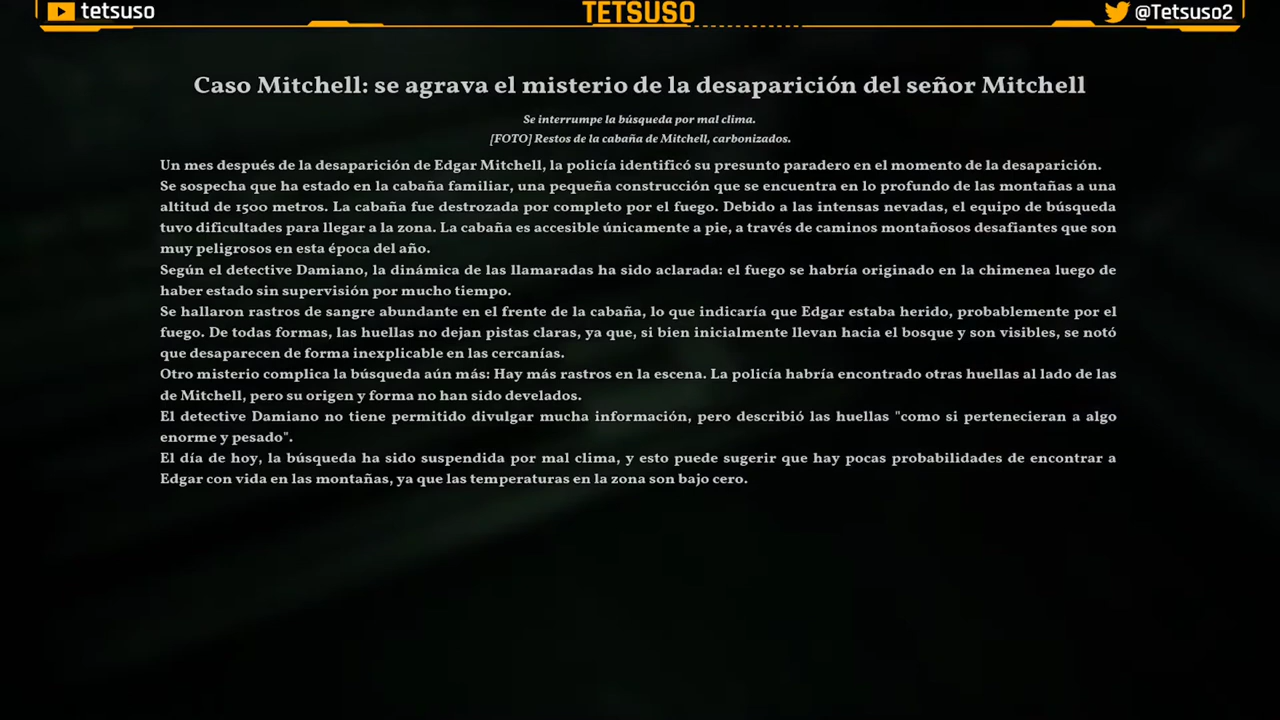 tetsuso
TETSUSO
@Tetsuso2
Caso Mitchell: se agrava el misterio de la desaparición del señor Mitchell
Se interrumpe la búsqueda por mal clima.
[FOTO] Restos de la cabaña de Mitchell, carbonizados.
Un mes después de la desaparición de Edgar Mitchell, la policía identificó su presunto paradero en el momento de la desaparición.
Se sospecha que ha estado en la cabaña familiar, una pequeña construcción que se encuentra en lo profundo de las montañas a una
altitud de 1500 metros. La cabaña fue destrozada por completo por el fuego. Debido a las intensas nevadas, el equipo de búsqueda
tuvo dificultades para llegar a la zona. La cabaña es accesible únicamente a pie, a través de caminos montañosos desafiantes que son
muy peligrosos en esta época del año.
Según el detective Damiano, la dinámica de las llamaradas ha sido aclarada: el fuego se habría originado en la chimenea luego de
haber estado sin supervisión por mucho tiempo.
Se hallaron rastros de sangre abundante en el frente de la cabaña, lo que indicaría que Edgar estaba herido, probablemente por el
fuego. De todas formas, las huellas no dejan pistas claras, ya que, si bien inicialmente llevan hacia el bosque y son visibles, se notó
que desaparecen de forma inexplicable en las cercanías.
Otro misterio complica la búsqueda aún más: Hay más rastros en la escena. La policía habría encontrado otras huellas al lado de las
de Mitchell, pero su origen y forma no han sido develados.
El detective Damiano no tiene permitido divulgar mucha información, pero describió las huellas "como si pertenecieran a algo
enorme y pesado".
El día de hoy, la búsqueda ha sido suspendida por mal clima, y esto puede sugerir que hay pocas probabilidades de encontrar a
Edgar con vida en las montañas, ya que las temperaturas en la zona son bajo cero.